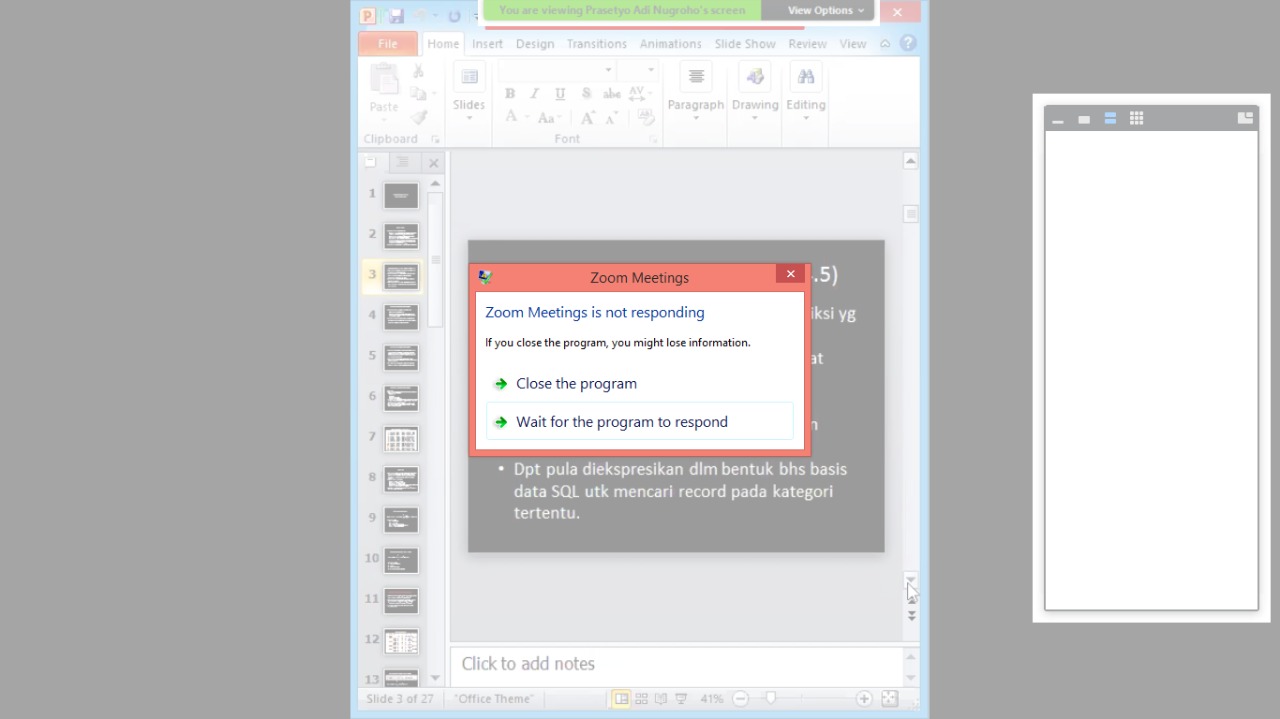 You are viewing Prasetyo Adi Nugroho's screen
View Options
File Home Insert Design Transitions Animations Slide Show Review View
Paste
Slides
Paragraph
Drawing
Editing
Clipboard
Font
1
2
3
4
5
6
7
8
9
10
11
12
13
.5)
iksi yg
at
n
Zoom Meetings
Zoom Meetings is not responding
If you close the program, you might lose information.
Close the program
Wait for the program to respond
• Dpt pula diekspresikan dlm bentuk bhs basis
data SQL utk mencari record pada kategori
tertentu.
Click to add notes
Slide 3 of 27 "Office Theme" 41%